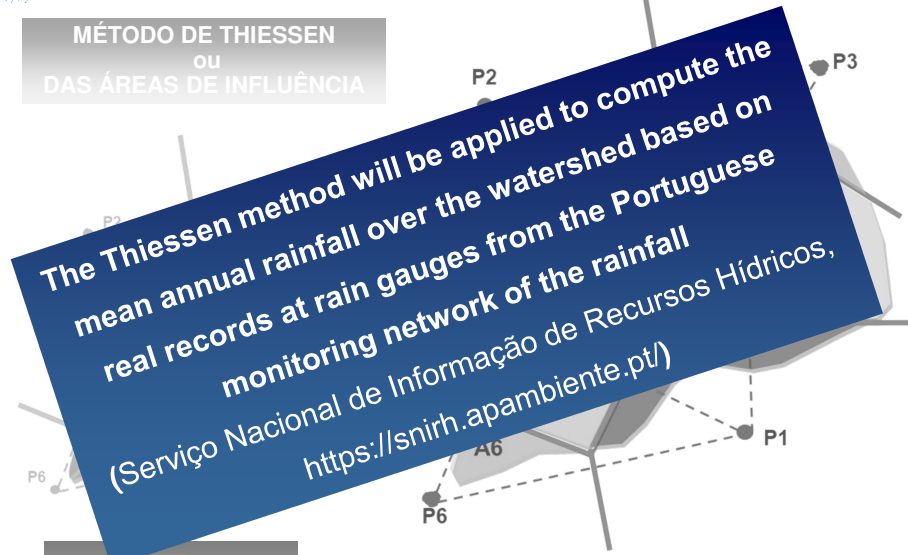 MÉTODO DE THIESSEN
ou
DAS ÁREAS DE INFLUÊNCIA
P2
P3
P2
The Thiessen method will be applied to compute the
mean annual rainfall over the watershed based on
real records at rain gauges from the Portuguese
monitoring network of the rainfall
(Serviço Nacional de Informação de Recursos Hídricos,
https://snirh.apambiente.pt/)
A6
P1
P6
P6